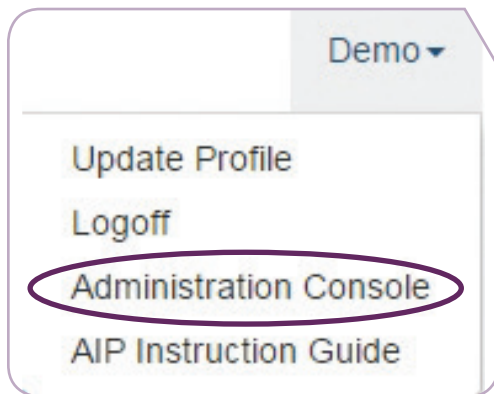 Demo
Update Profile
Logoff
Administration Console
AIP Instruction Guide